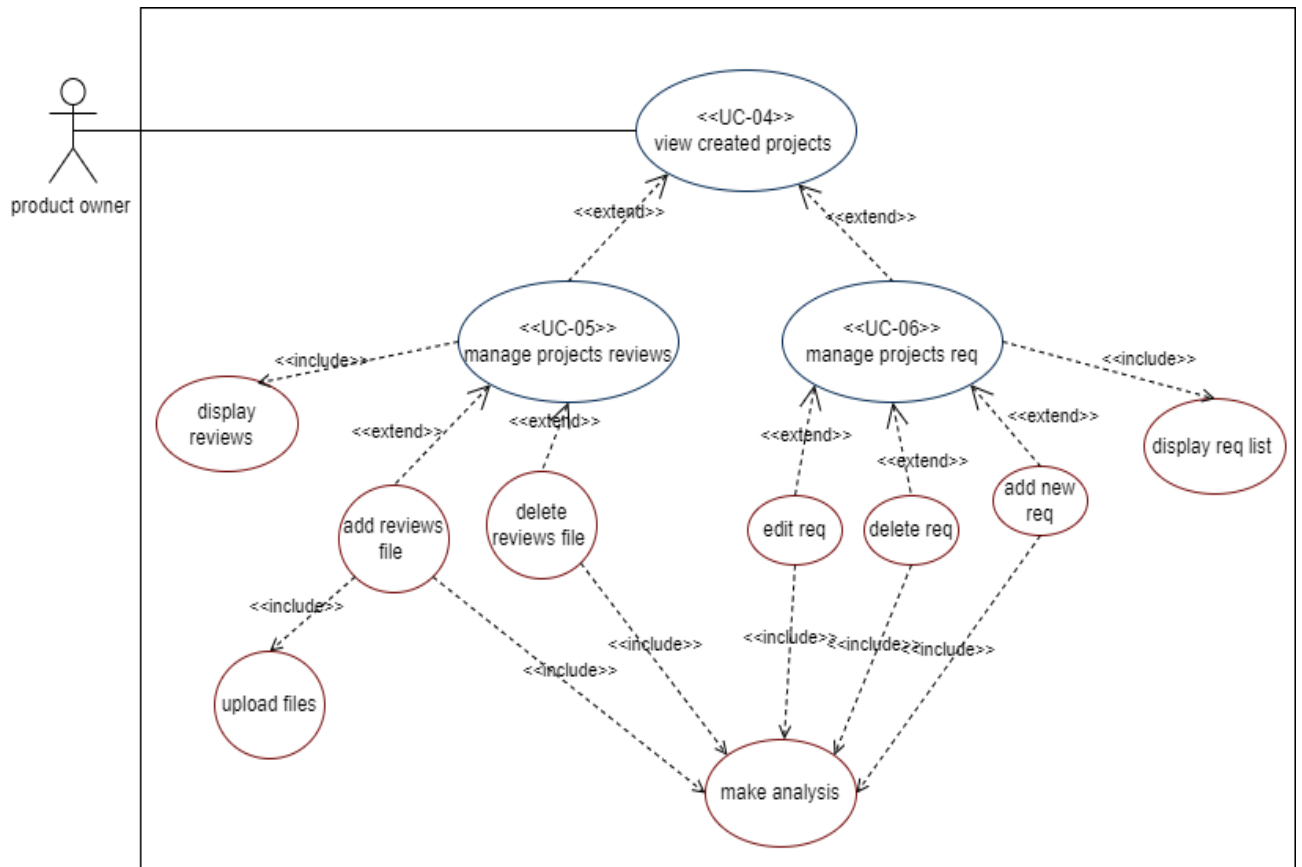 <<UC-04>>
view created projects
product owner
<<extend>>
<<extend>>
<<UC-05>>
manage projects reviews
<<UC-06>>
manage projects req
<<include>>
<<include>>
display
reviews
<<extend>>
<<extend>>
<<extend>>
<<extend>>
<<extend>>
display req list
add reviews
file
delete
reviews file
edit req
delete req
add new
req
<<include>>
<<include>>
<<include>>
<<include>>
<<include>>
<<include>>
upload files
make analysis